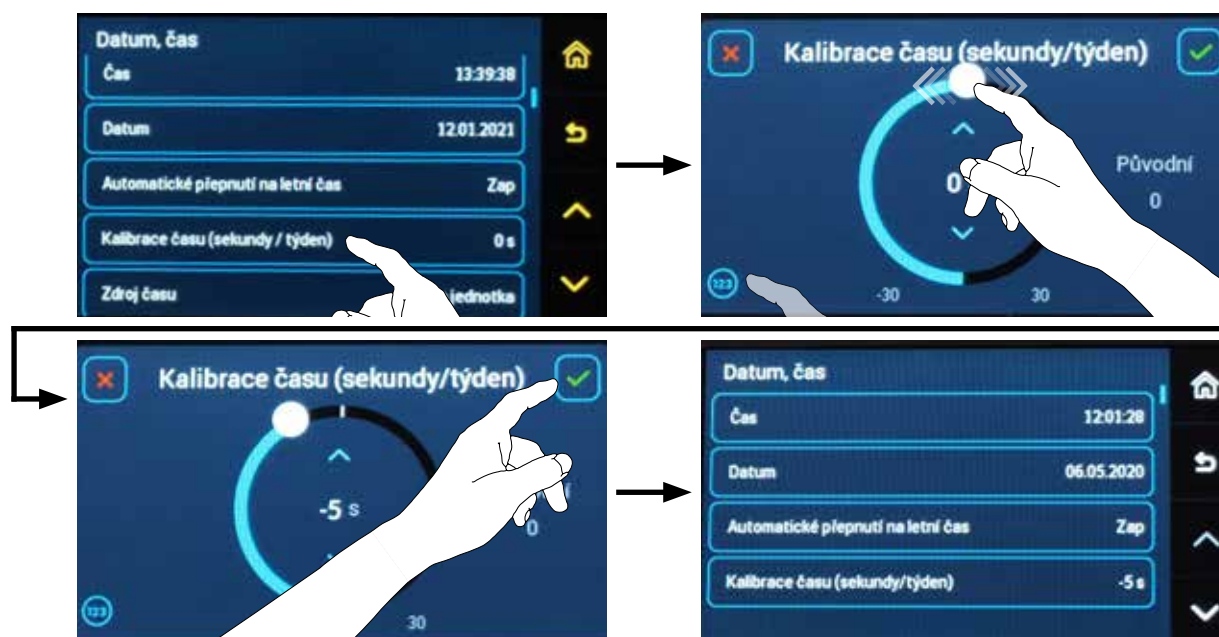 Datum, čas
Čas 13:39:38
Datum 12.01.2021
Automatické přepnutí na letní čas Zap
Kalibrace času (sekundy / týden) 0 s
Zdroj času jednotka
Kalibrace času (sekundy/týden)
Původní
0
0
-30 30
123
Kalibrace času (sekundy/týden)
-5 s
0
30
123
Datum, čas
Čas 12:01:28
Datum 06.05.2020
Automatické přepnutí na letní čas Zap
Kalibrace času (sekundy/týden) -5 s